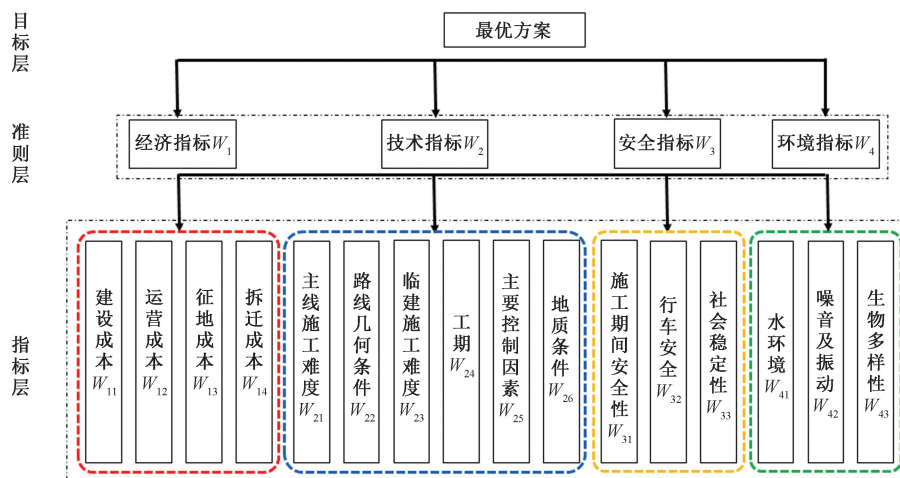 目标层
最优方案
准则层
经济指标W1
技术指标W2
安全指标W3
环境指标W4
指标层
建设成本W11
运营成本W12
征地成本W13
拆迁成本W14
主线施工难度W21
路线几何条件W22
临建施工难度W23
工期W24
主要控制因素W25
地质条件W26
施工期间安全性W31
行车安全W32
社会稳定性W33
水环境W41
噪音及振动W42
生物多样性W43